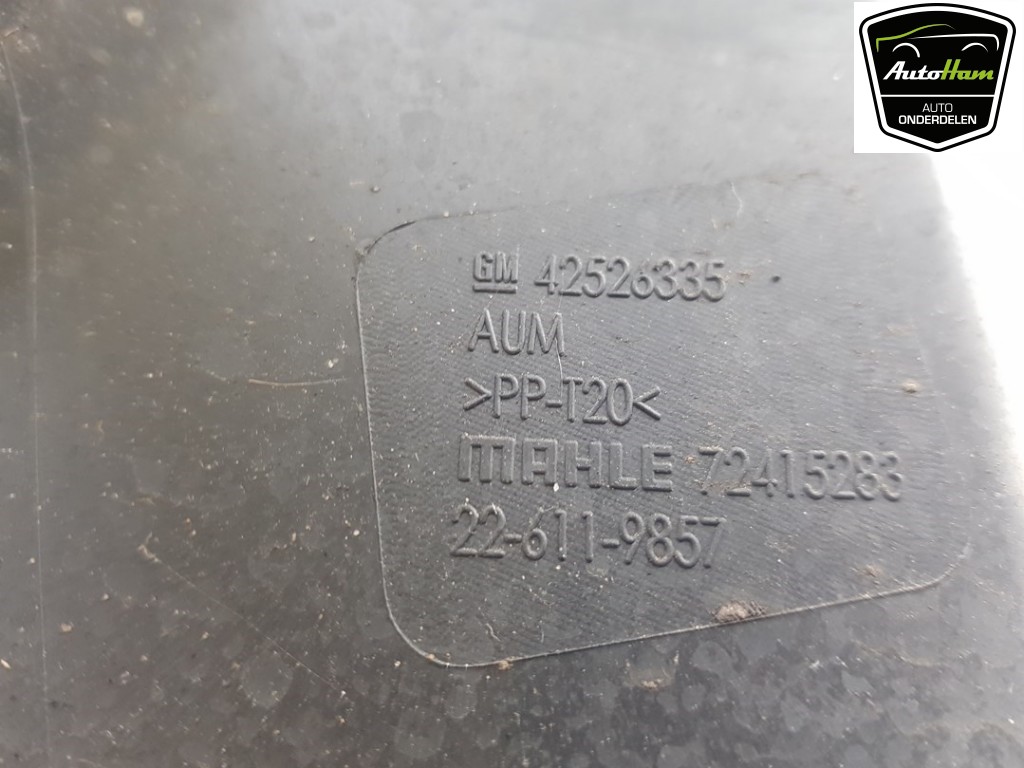 AutoHam
AUTO
ONDERDELEN
GM 42526335
AUM
>PP-T20<
MAHLE 72415283
22-611-9857